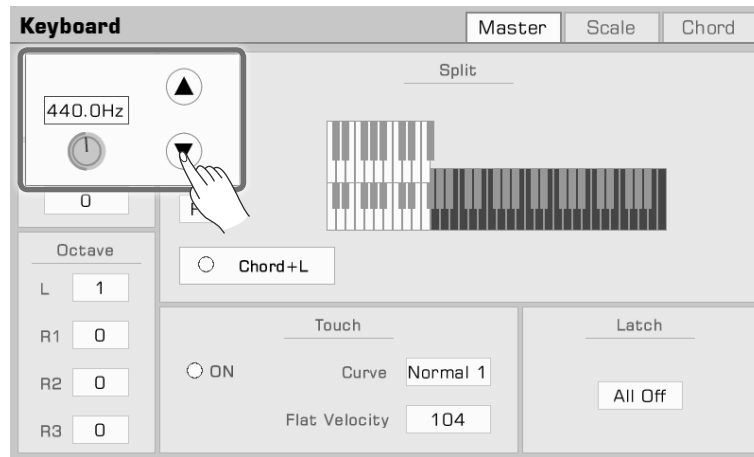 Keyboard
Master
Scale
Chord
440.0Hz
0
Split
Chord+L
Octave
L 1
R1 0
R2 0
R3 0
Touch
ON
Curve Normal 1
Flat Velocity 104
Latch
All Off